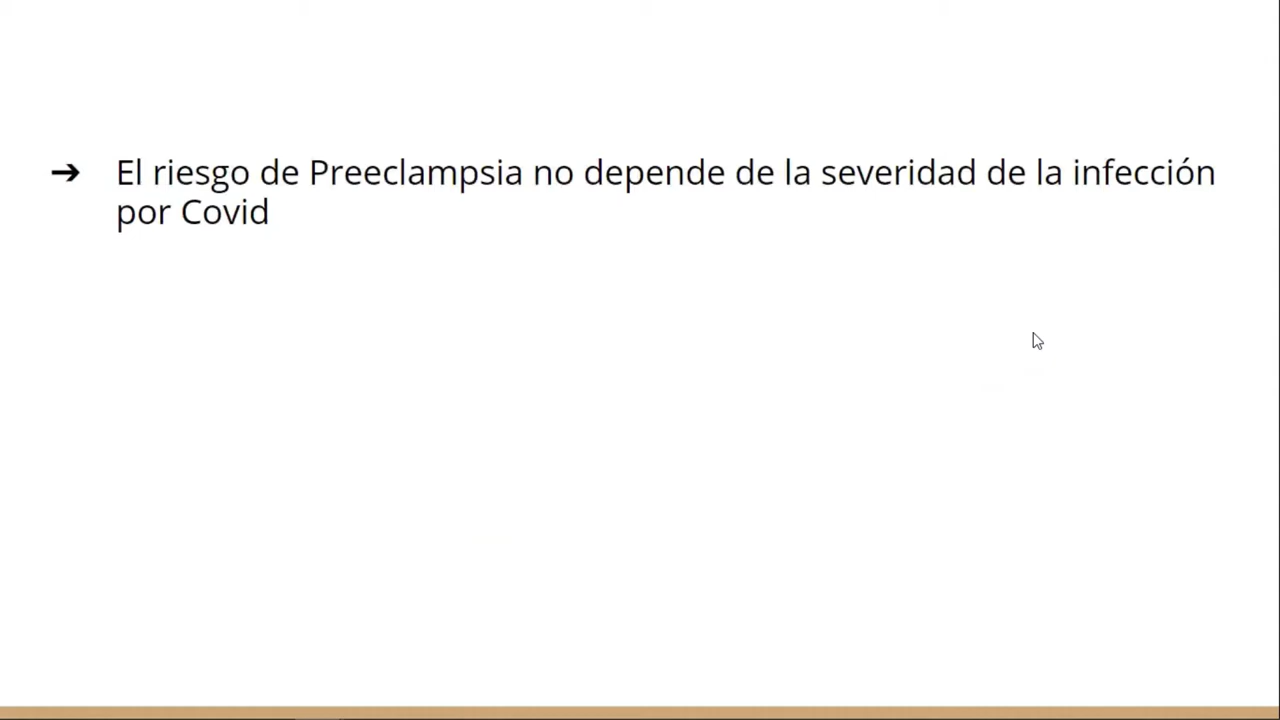 ➔ El riesgo de Preeclampsia no depende de la severidad de la infección
por Covid